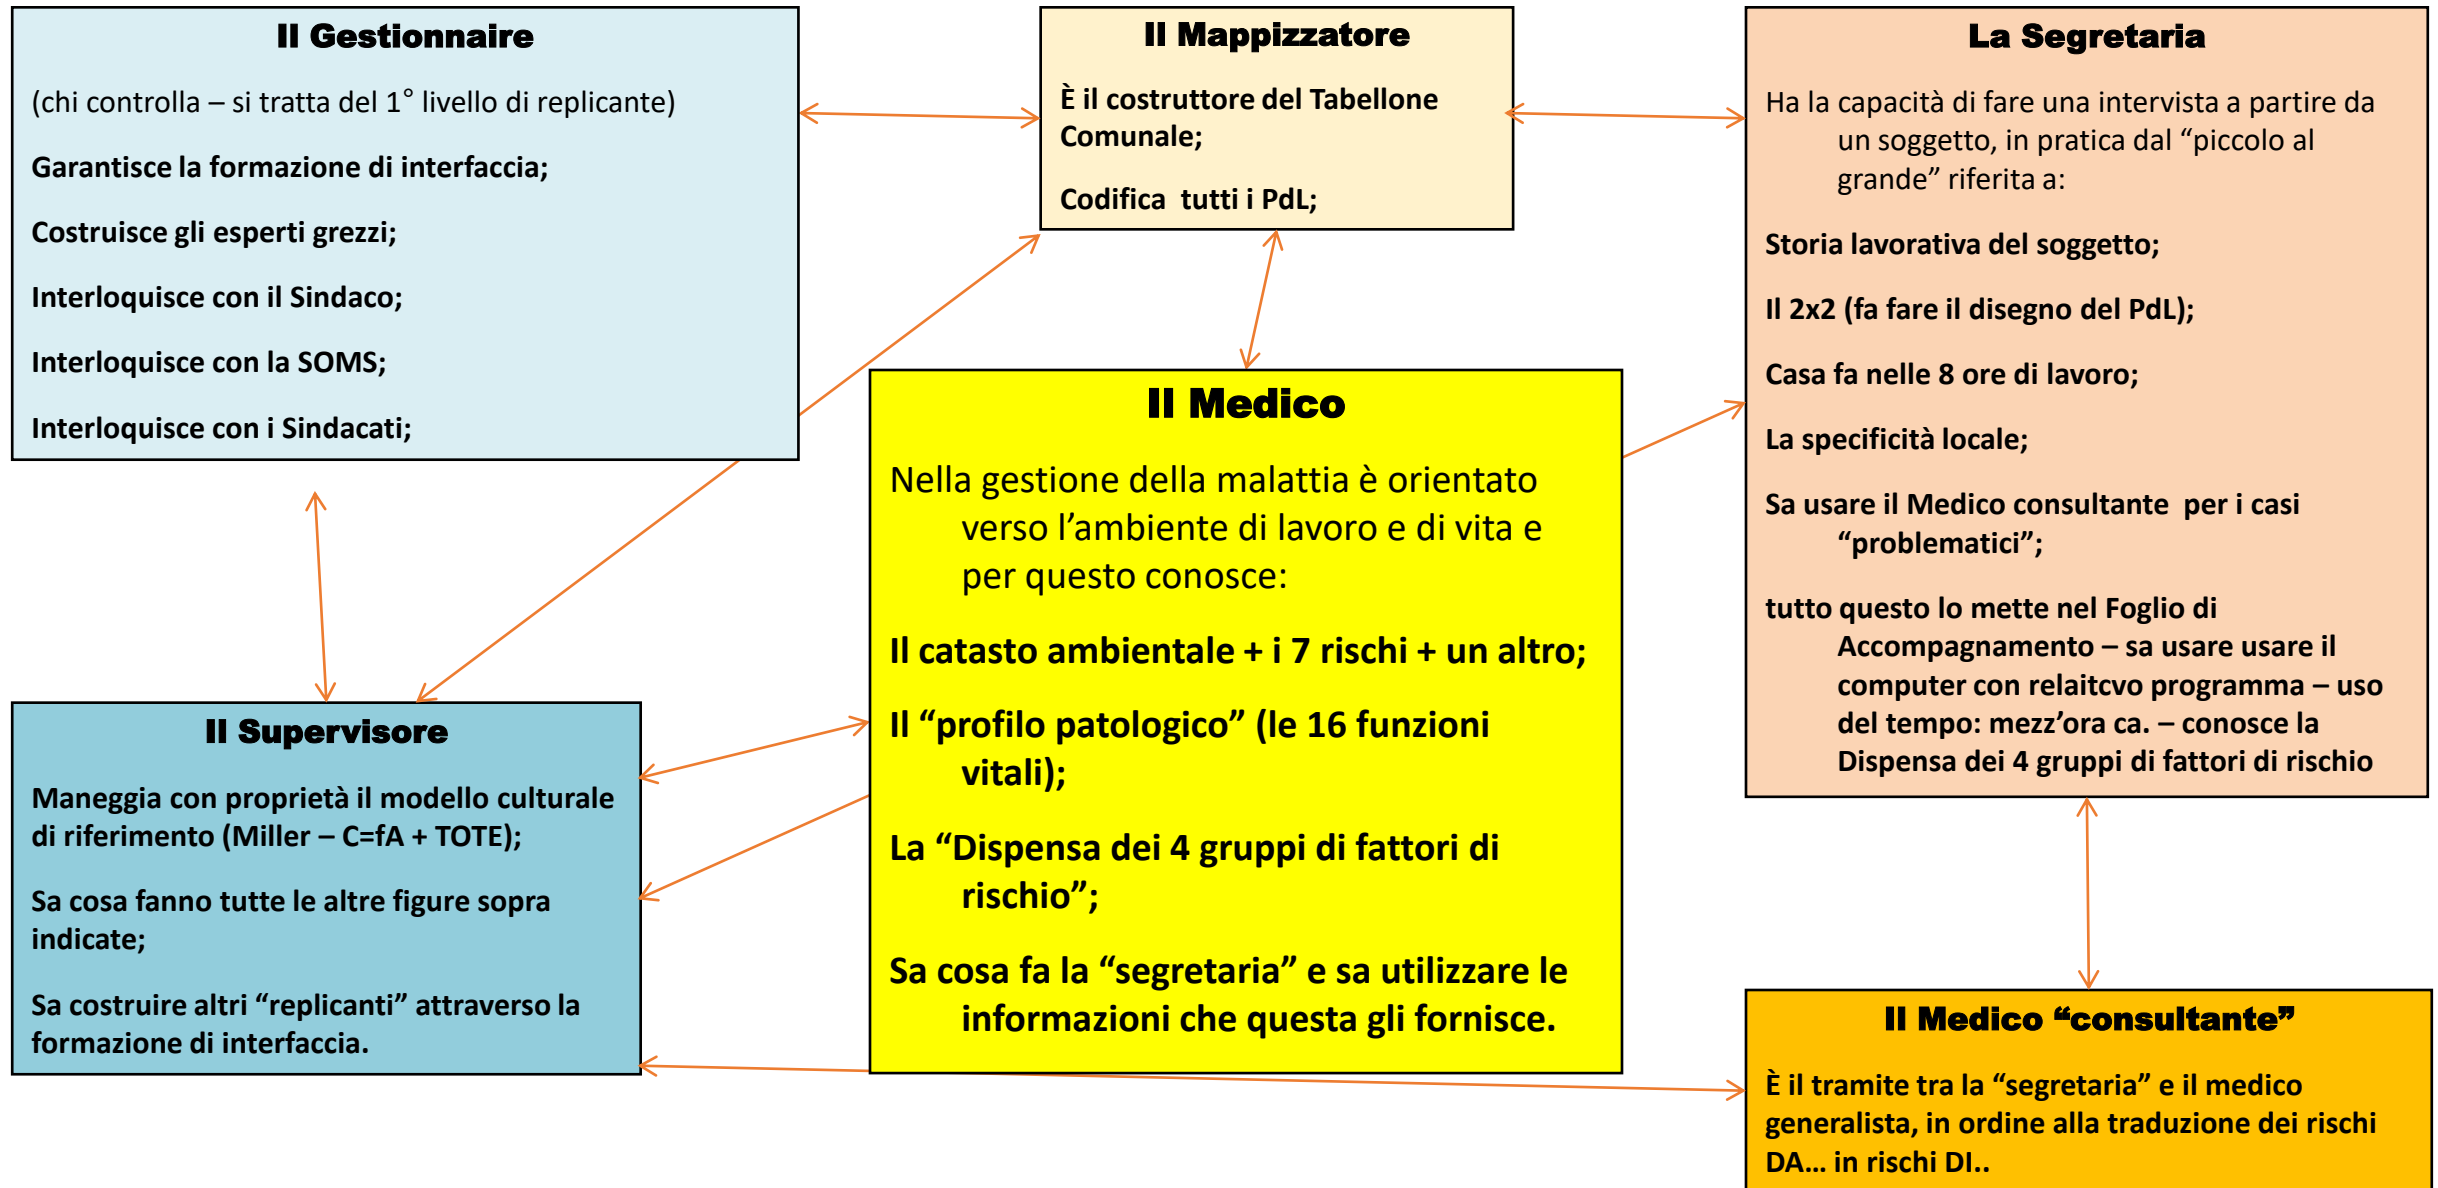 Il Gestionnaire
(chi controlla – si tratta del 1° livello di replicante)
Garantisce la formazione di interfaccia;
Costruisce gli esperti grezzi;
Interloquisce con il Sindaco;
Interloquisce con la SOMS;
Interloquisce con i Sindacati;
Il Mappizzatore
È il costruttore del Tabellone
Comunale;
Codifica tutti i PdL;
La Segretaria
Ha la capacità di fare una intervista a partire da
un soggetto, in pratica dal “piccolo al
grande” riferita a:
Storia lavorativa del soggetto;
Il 2x2 (fa fare il disegno del PdL);
Casa fa nelle 8 ore di lavoro;
La specificità locale;
Sa usare il Medico consultante per i casi
“problematici”;
tutto questo lo mette nel Foglio di
Accompagnamento – sa usare usare il
computer con relaitcvo programma – uso
del tempo: mezz’ora ca. – conosce la
Dispensa dei 4 gruppi di fattori di rischio
Il Medico
Nella gestione della malattia è orientato
verso l’ambiente di lavoro e di vita e
per questo conosce:
Il catasto ambientale + i 7 rischi + un altro;
Il “profilo patologico” (le 16 funzioni
vitali);
La “Dispensa dei 4 gruppi di fattori di
rischio”;
Sa cosa fa la “segretaria” e sa utilizzare le
informazioni che questa gli fornisce.
Il Supervisore
Maneggia con proprietà il modello culturale
di riferimento (Miller – C=fA + TOTE);
Sa cosa fanno tutte le altre figure sopra
indicate;
Sa costruire altri “replicanti” attraverso la
formazione di interfaccia.
Il Medico “consultante”
È il tramite tra la “segretaria” e il medico
generalista, in ordine alla traduzione dei rischi
DA… in rischi DI..